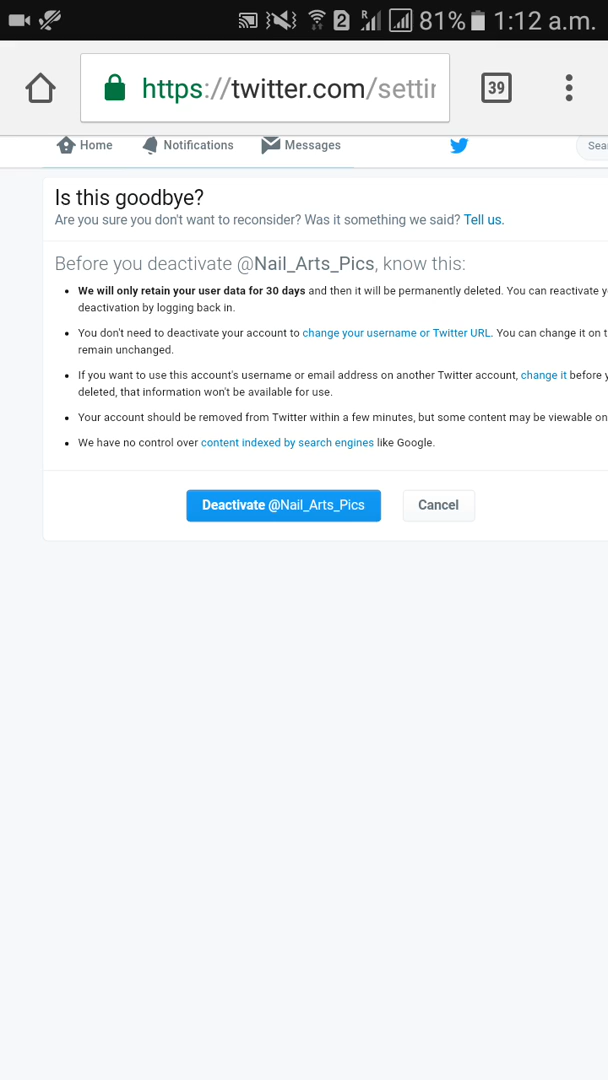 2 R 81% 1:12 a.m.
https://twitter.com/settin
39
Home Notifications Messages
Sea
Is this goodbye?
Are you sure you don't want to reconsider? Was it something we said? Tell us.
Before you deactivate @Nail_Arts_Pics, know this:
• We will only retain your user data for 30 days and then it will be permanently deleted. You can reactivate y
deactivation by logging back in.
• You don't need to deactivate your account to change your username or Twitter URL. You can change it on t
remain unchanged.
• If you want to use this account's username or email address on another Twitter account, change it before y
deleted, that information won't be available for use.
• Your account should be removed from Twitter within a few minutes, but some content may be viewable on
• We have no control over content indexed by search engines like Google.
Deactivate @Nail_Arts_Pics Cancel